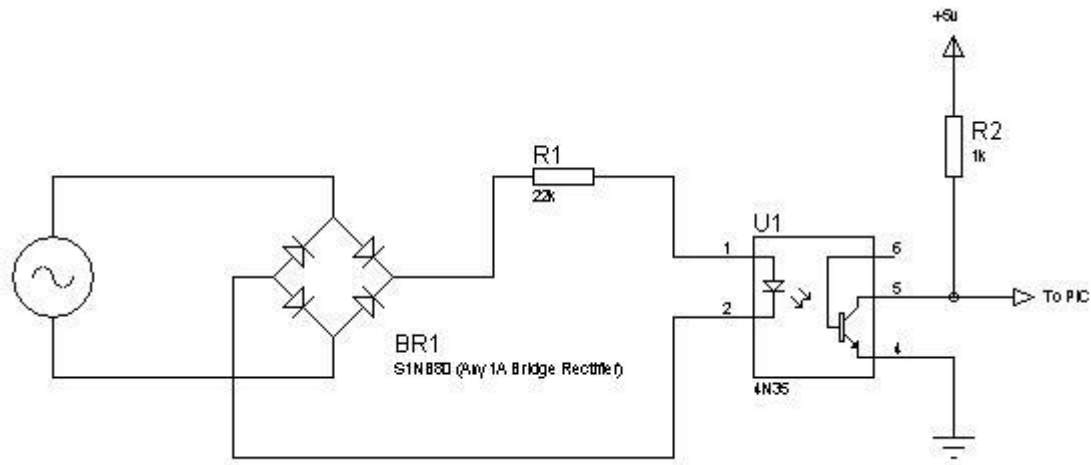 +5v
R2
1k
R1
22k
U1
1
6
5
To PIC
2
4
BR1
S1NB80 (Any 1A Bridge Rectifier)
4N35